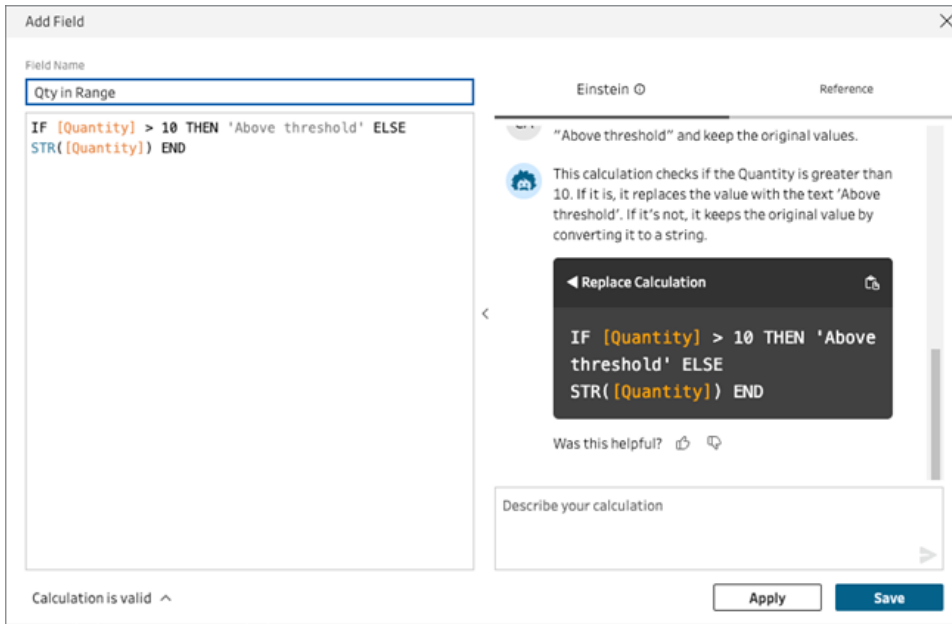 Add Field
Field Name
Qty in Range
IF [Quantity] > 10 THEN 'Above threshold' ELSE
STR([Quantity]) END
Calculation is valid
Einstein
Reference
"Above threshold" and keep the original values.
This calculation checks if the Quantity is greater than
10. If it is, it replaces the value with the text 'Above
threshold'. If it's not, it keeps the original value by
converting it to a string.
Replace Calculation
IF [Quantity] > 10 THEN 'Above
threshold' ELSE
STR([Quantity]) END
Was this helpful?
Describe your calculation
Apply
Save